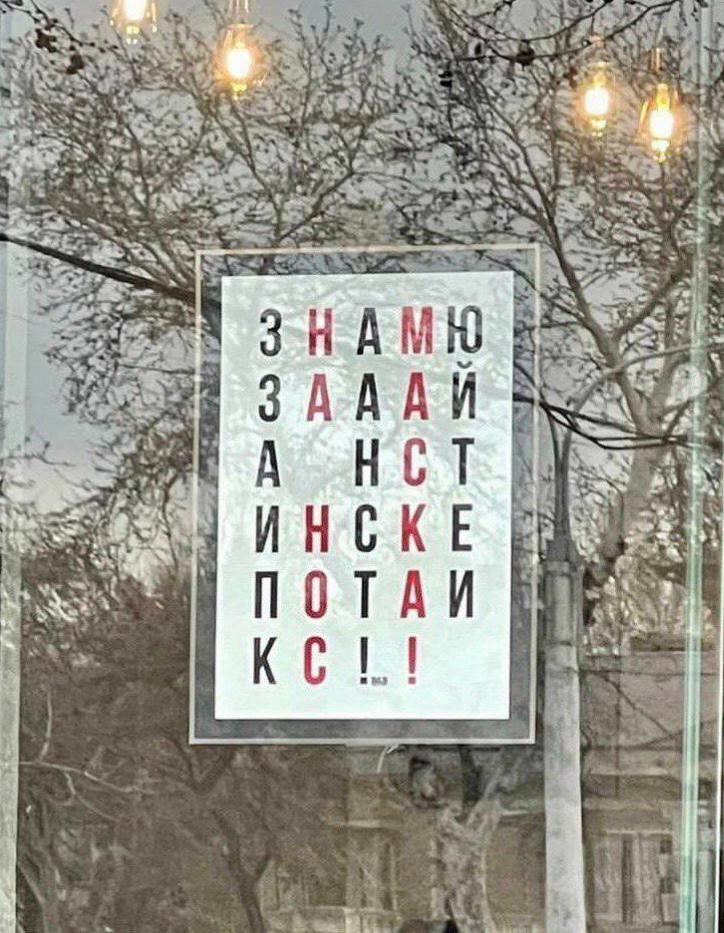 З Н А М Ю
З А А А Й
А Н С Т
И Н С К Е
П О Т А И
К С ! !